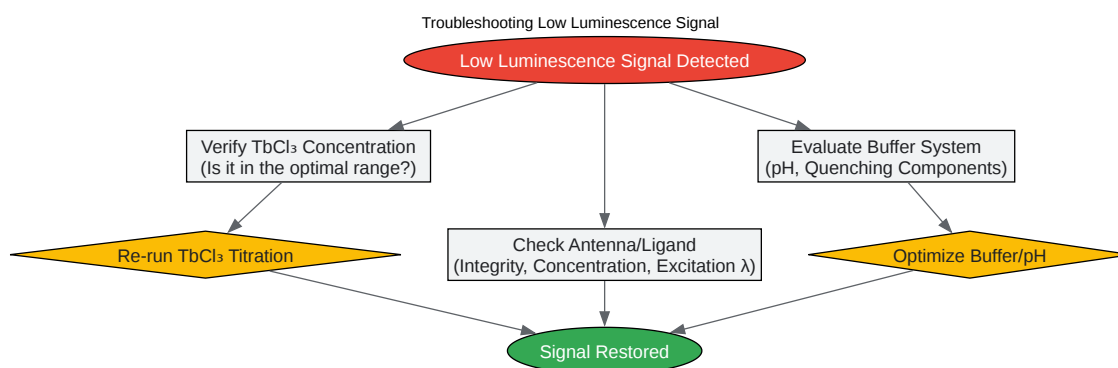 Troubleshooting Low Luminescence Signal
Low Luminescence Signal Detected
Verify TbCl₃ Concentration
(Is it in the optimal range?)
Evaluate Buffer System
(pH, Quenching Components)
Re-run TbCl₃ Titration
Check Antenna/Ligand
(Integrity, Concentration, Excitation λ)
Optimize Buffer/pH
Signal Restored